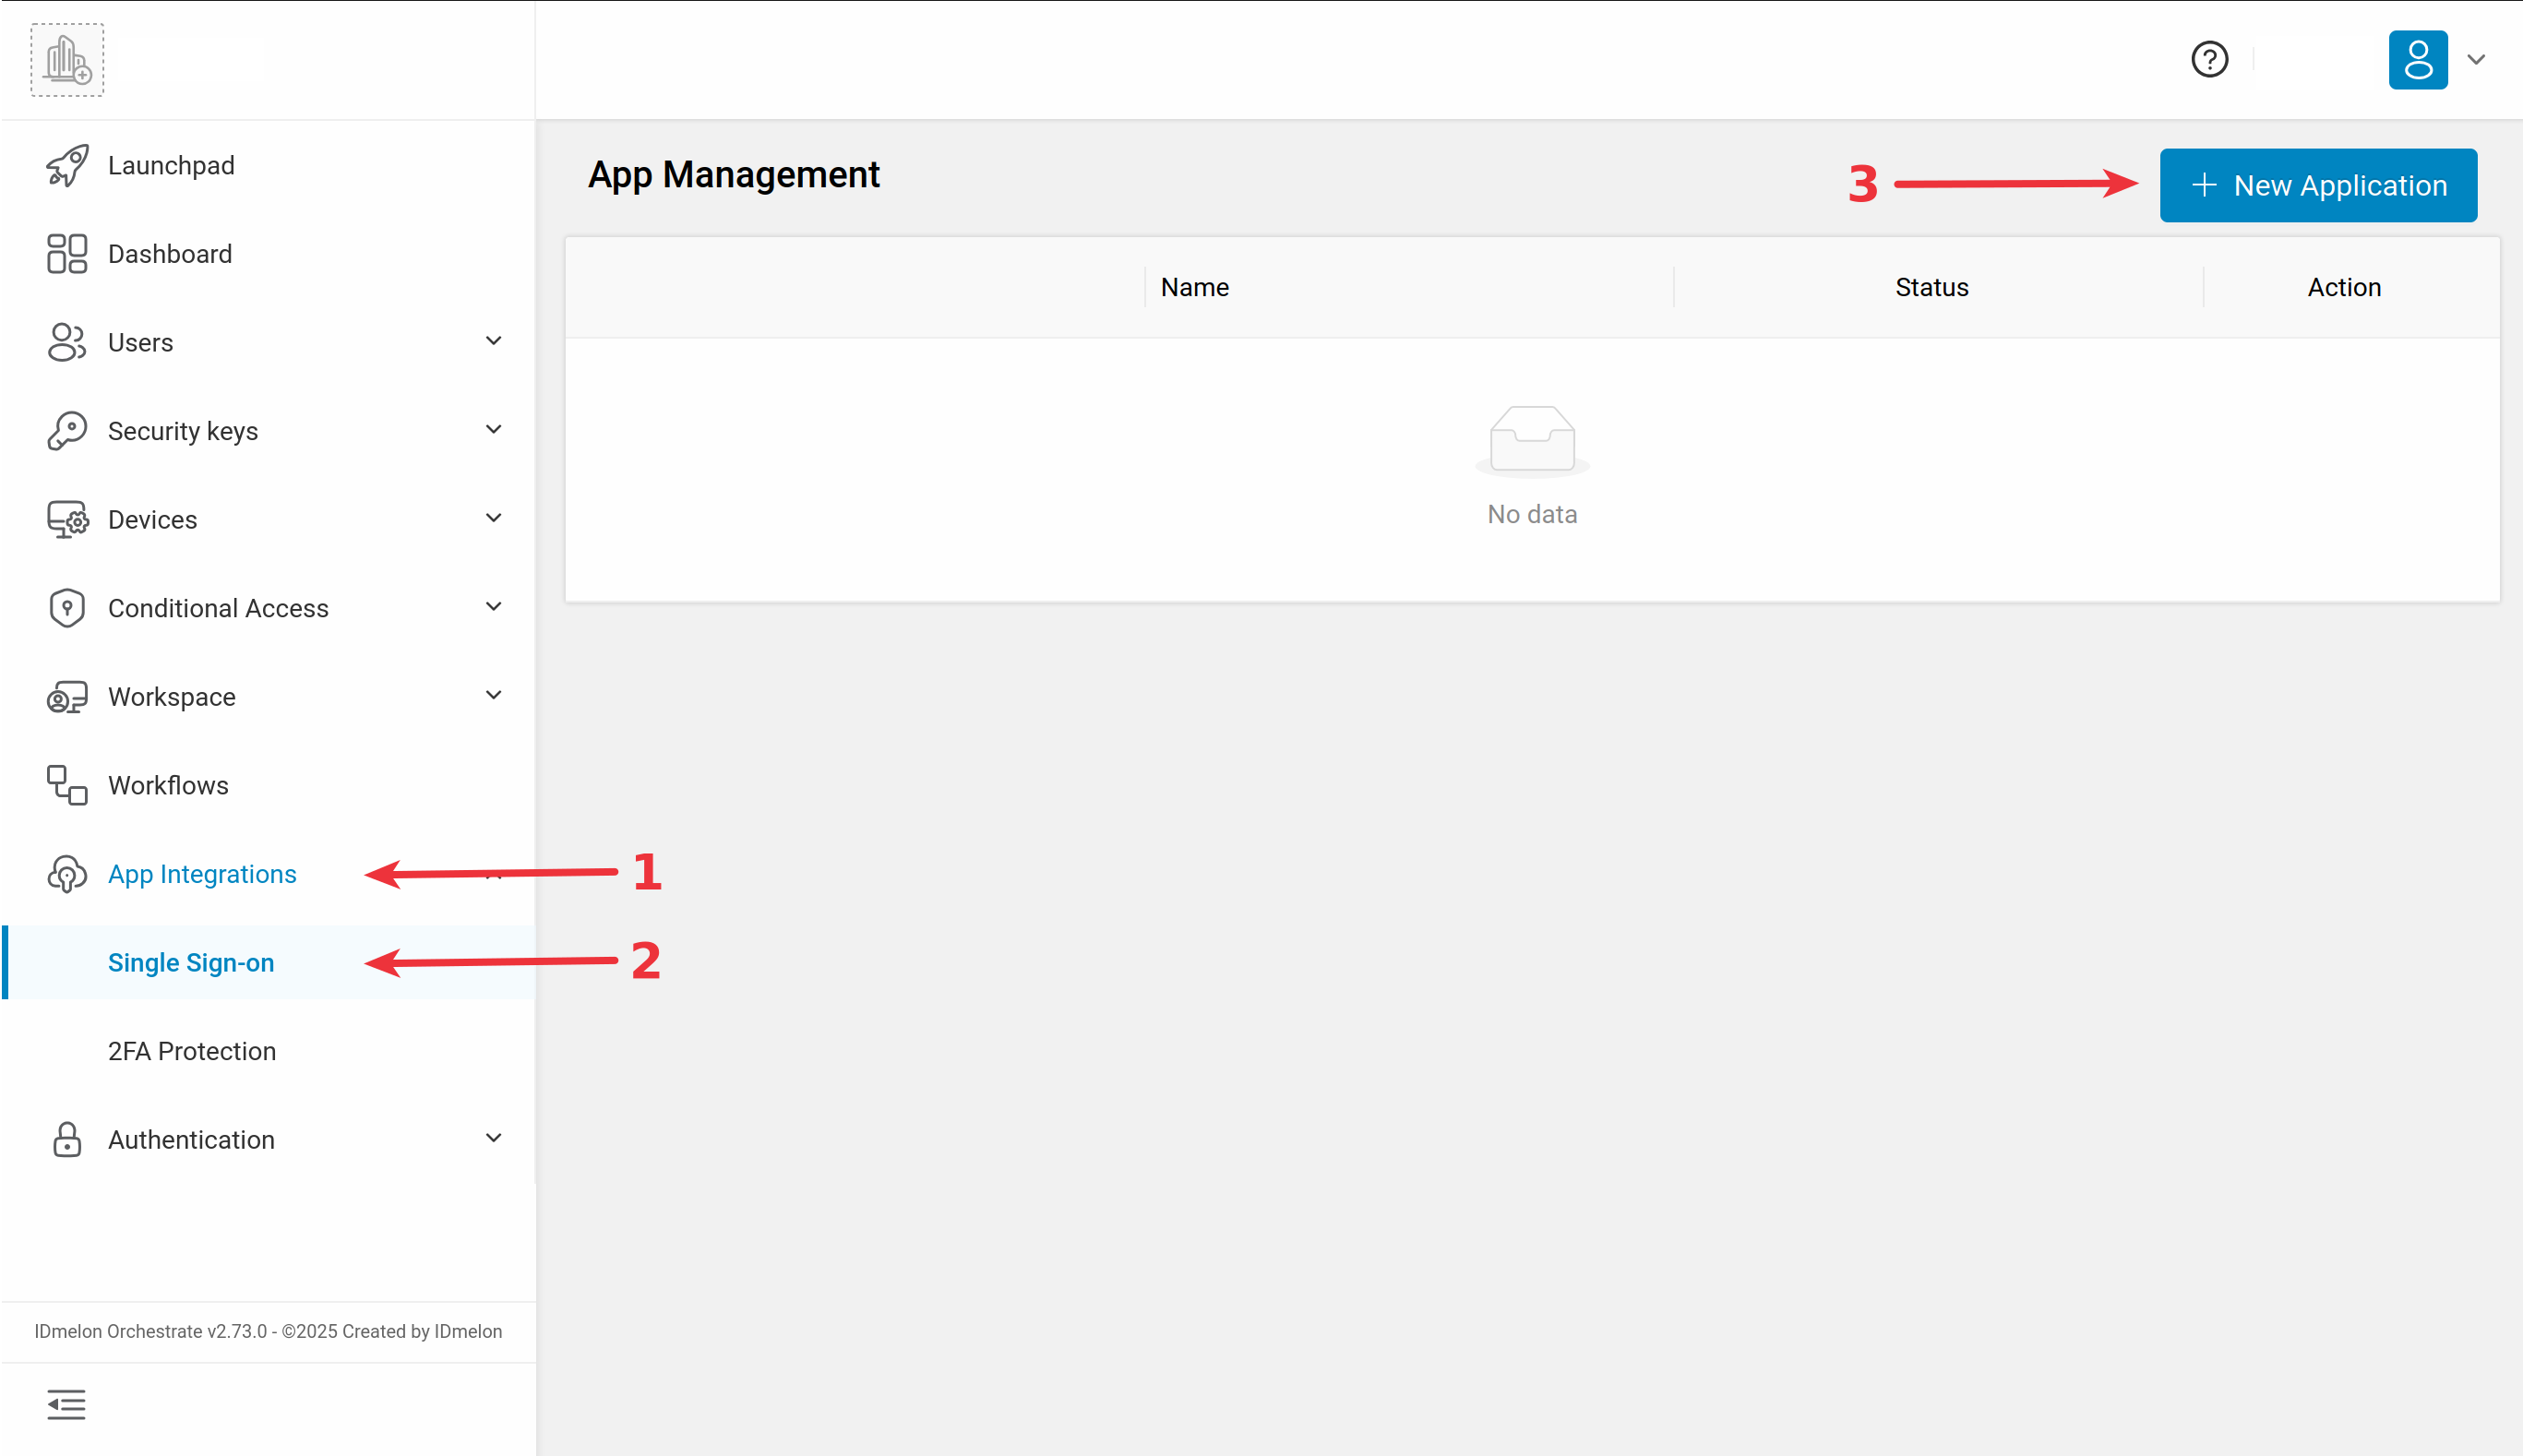 Launchpad
Dashboard
Users
Security keys
Devices
Conditional Access
Workspace
Workflows
App Integrations
1
Single Sign-on
2
2FA Protection
Authentication
IDmelon Orchestrate v2.73.0 - ©2025 Created by IDmelon
App Management
3
New Application
Name
Status
Action
No data